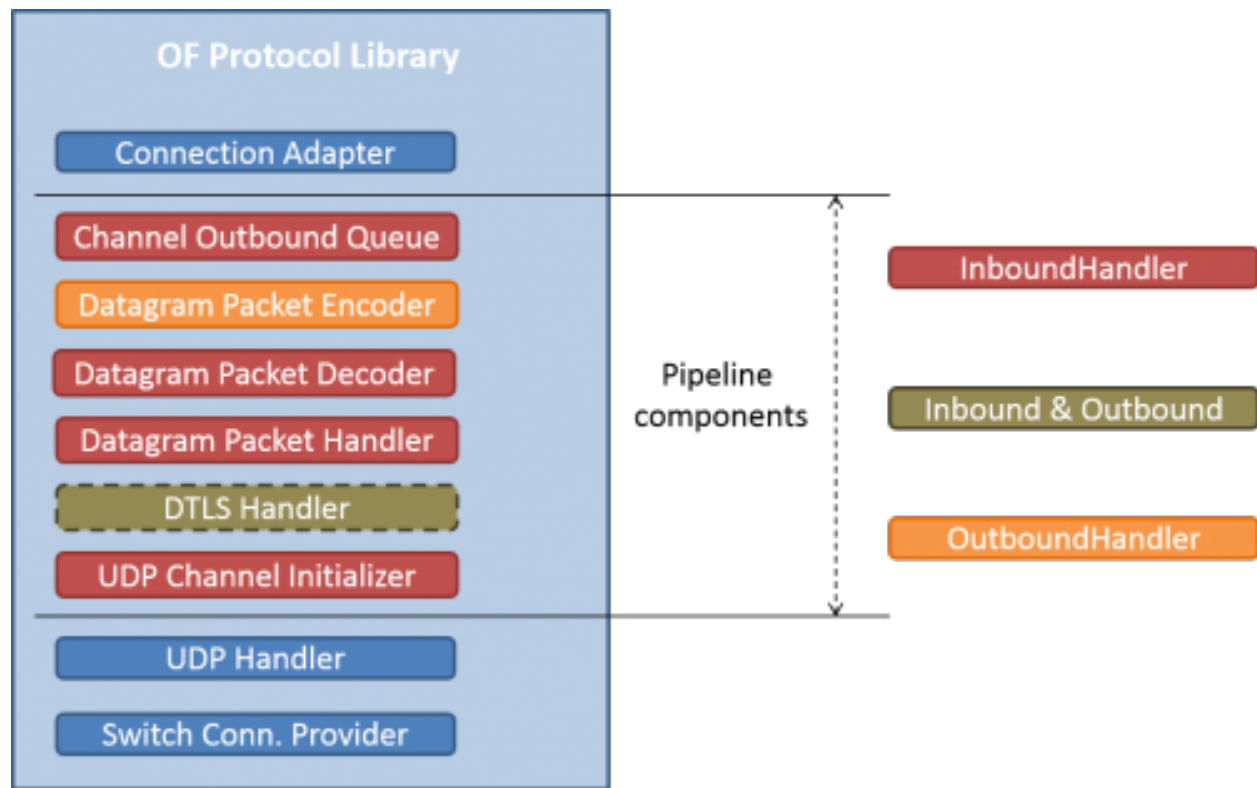 OF Protocol Library
Connection Adapter
Channel Outbound Queue
Datagram Packet Encoder
Datagram Packet Decoder
Datagram Packet Handler
DTLS Handler
UDP Channel Initializer
UDP Handler
Switch Conn. Provider
Pipeline
components
InboundHandler
Inbound & Outbound
OutboundHandler